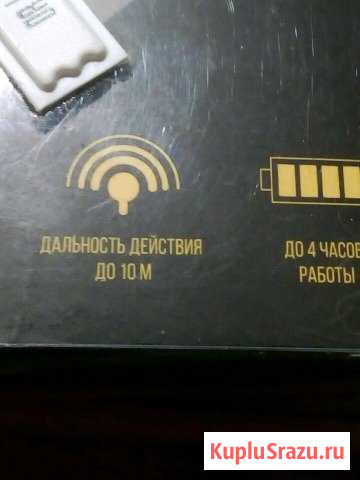 ДАЛЬНОСТЬ ДЕЙСТВИЯ
ДО 10 М
ДО 4 ЧАСОВ
РАБОТЫ
KupluSrazu.ru